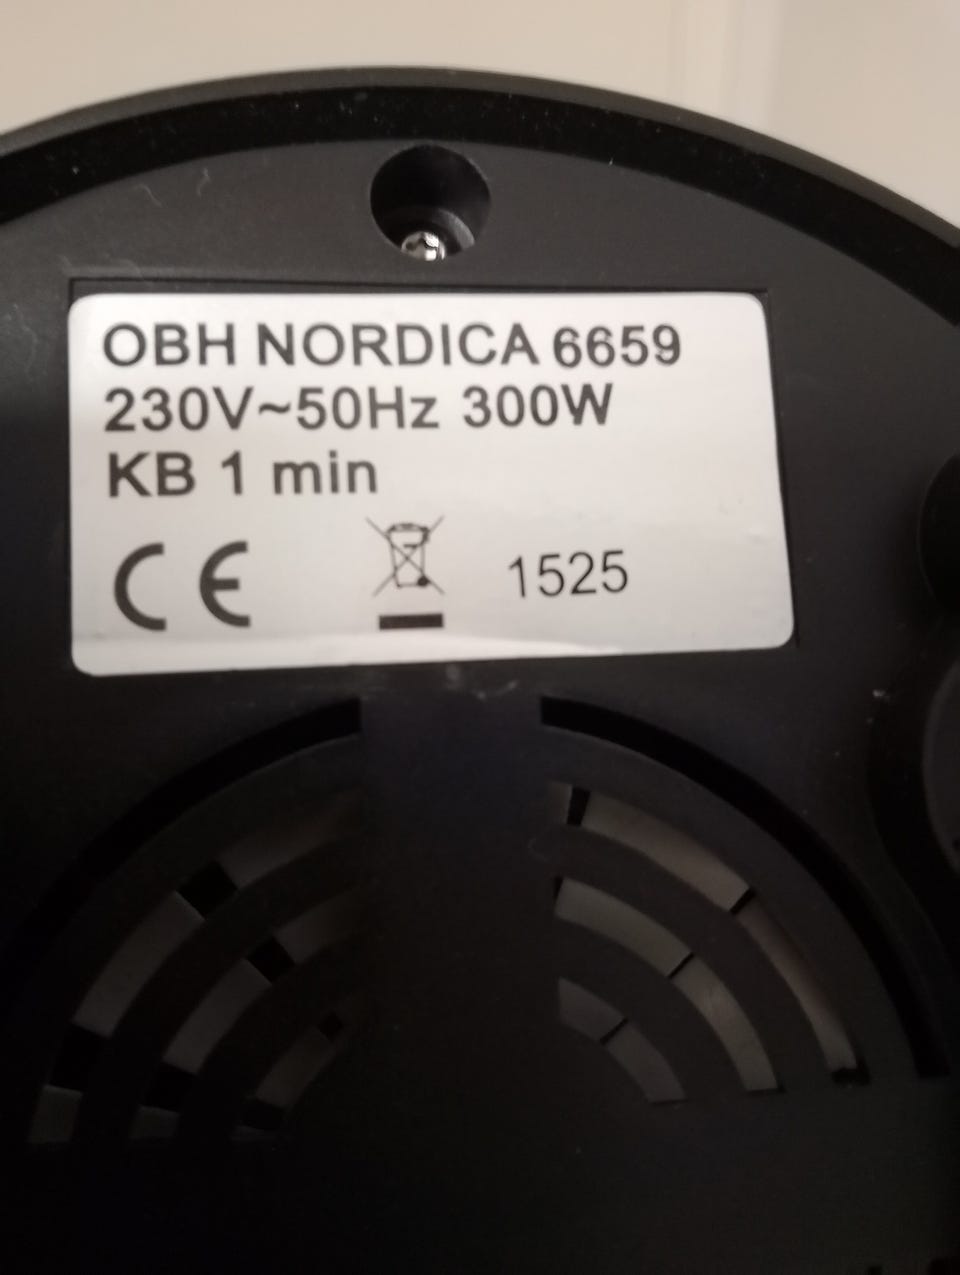 OBH NORDICA 6659
230V~50Hz 300W
KB 1 min
CE 1525